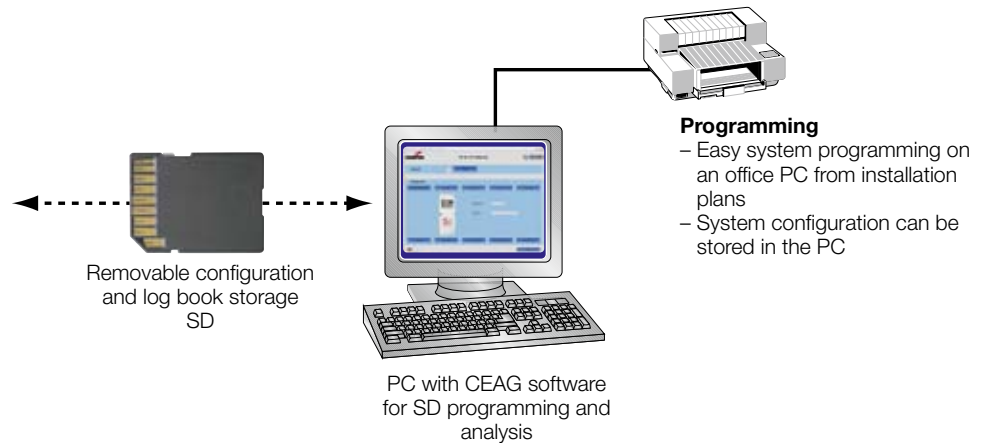 Programming
– Easy system programming on
an office PC from installation
plans
– System configuration can be
stored in the PC
Removable configuration
and log book storage
SD
PC with CEAG software
for SD programming and
analysis